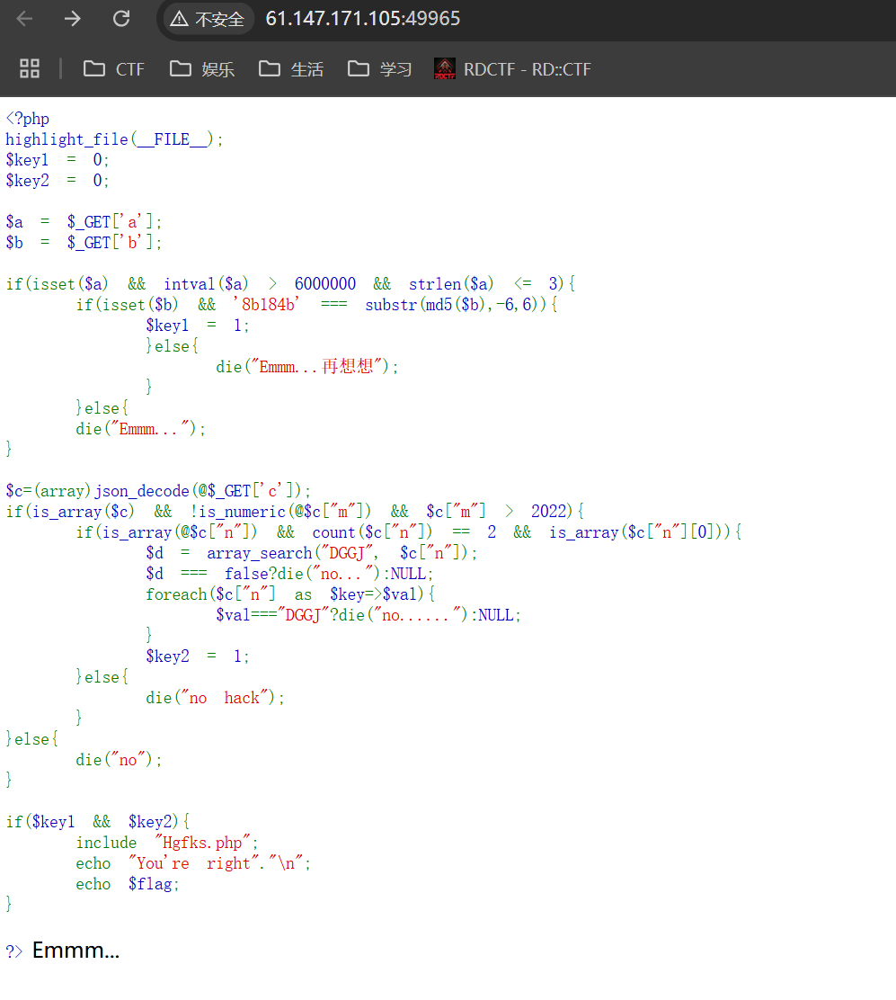 不安全 61.147.171.105:49965
CTF 娱乐 生活 学习 RDCTF - RD::CTF
<?php
highlight_file(__FILE__);
$key1 = 0;
$key2 = 0;
$a = $_GET['a'];
$b = $_GET['b'];
if(isset($a) && intval($a) > 6000000 && strlen($a) <= 3){
if(isset($b) && '8b184b' === substr(md5($b),-6,6)){
$key1 = 1;
}else{
die("Emmm...再想想");
}
}else{
die("Emmm...");
}
$c=(array)json_decode(@$_GET['c']);
if(is_array($c) && !is_numeric(@$c["m"]) && $c["m"] > 2022){
if(is_array(@$c["n"]) && count($c["n"]) == 2 && is_array($c["n"][0])){
$d = array_search("DGGJ", $c["n"]);
$d === false?die("no..."):NULL;
foreach($c["n"] as $key=>$val){
$val==="DGGJ"?die("no......"):NULL;
}
$key2 = 1;
}else{
die("no hack");
}
}else{
die("no");
}
if($key1 && $key2){
include "Hgfks.php";
echo "You're right"."\n";
echo $flag;
}
?> Emmm...